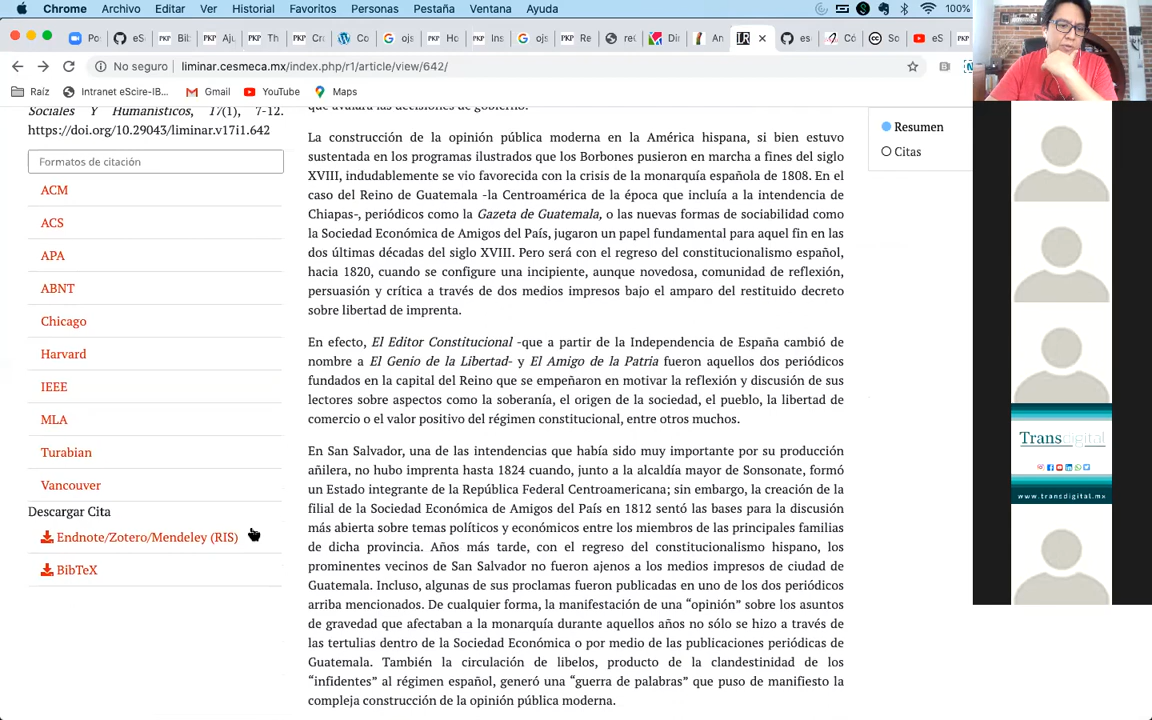 Chrome Archivo Editar Ver Historial Favoritos Personas Pestaña Ventana Ayuda 100%
Po eS Bil Aju Th Cro Co ojs Ho Ins ojs Re re Dir An es Có So eS
No seguro liminar.cesmeca.mx/index.php/r1/article/view/642/
Raíz Intranet eScire-IB... Gmail YouTube Maps
Sociales Y Humanísticos, 17(1), 7-12.
https://doi.org/10.29043/liminar.v17i1.642
Formatos de citación
ACM
ACS
APA
ABNT
Chicago
Harvard
IEEE
MLA
Turabian
Vancouver
Descargar Cita
Endnote/Zotero/Mendeley (RIS)
BibTeX
que avalara las decisiones de gobierno.
La construcción de la opinión pública moderna en la América hispana, si bien estuvo
sustentada en los programas ilustrados que los Borbones pusieron en marcha a fines del siglo
XVIII, indudablemente se vio favorecida con la crisis de la monarquía española de 1808. En el
caso del Reino de Guatemala -la Centroamérica de la época que incluía a la intendencia de
Chiapas-, periódicos como la Gazeta de Guatemala, o las nuevas formas de sociabilidad como
la Sociedad Económica de Amigos del País, jugaron un papel fundamental para aquel fin en las
dos últimas décadas del siglo XVIII. Pero será con el regreso del constitucionalismo español,
hacia 1820, cuando se configure una incipiente, aunque novedosa, comunidad de reflexión,
persuasión y crítica a través de dos medios impresos bajo el amparo del restituido decreto
sobre libertad de imprenta.
En efecto, El Editor Constitucional -que a partir de la Independencia de España cambió de
nombre a El Genio de la Libertad- y El Amigo de la Patria fueron aquellos dos periódicos
fundados en la capital del Reino que se empeñaron en motivar la reflexión y discusión de sus
lectores sobre aspectos como la soberanía, el origen de la sociedad, el pueblo, la libertad de
comercio o el valor positivo del régimen constitucional, entre otros muchos.
En San Salvador, una de las intendencias que había sido muy importante por su producción
añilera, no hubo imprenta hasta 1824 cuando, junto a la alcaldía mayor de Sonsonate, formó
un Estado integrante de la República Federal Centroamericana; sin embargo, la creación de la
filial de la Sociedad Económica de Amigos del País en 1812 sentó las bases para la discusión
más abierta sobre temas políticos y económicos entre los miembros de las principales familias
de dicha provincia. Años más tarde, con el regreso del constitucionalismo hispano, los
prominentes vecinos de San Salvador no fueron ajenos a los medios impresos de ciudad de
Guatemala. Incluso, algunas de sus proclamas fueron publicadas en uno de los dos periódicos
arriba mencionados. De cualquier forma, la manifestación de una “opinión” sobre los asuntos
de gravedad que afectaban a la monarquía durante aquellos años no sólo se hizo a través de
las tertulias dentro de la Sociedad Económica o por medio de las publicaciones periódicas de
Guatemala. También la circulación de libelos, producto de la clandestinidad de los
“infidentes” al régimen español, generó una “guerra de palabras” que puso de manifiesto la
compleja construcción de la opinión pública moderna.
Resumen
Citas
Transdigital
www.transdigital.mx